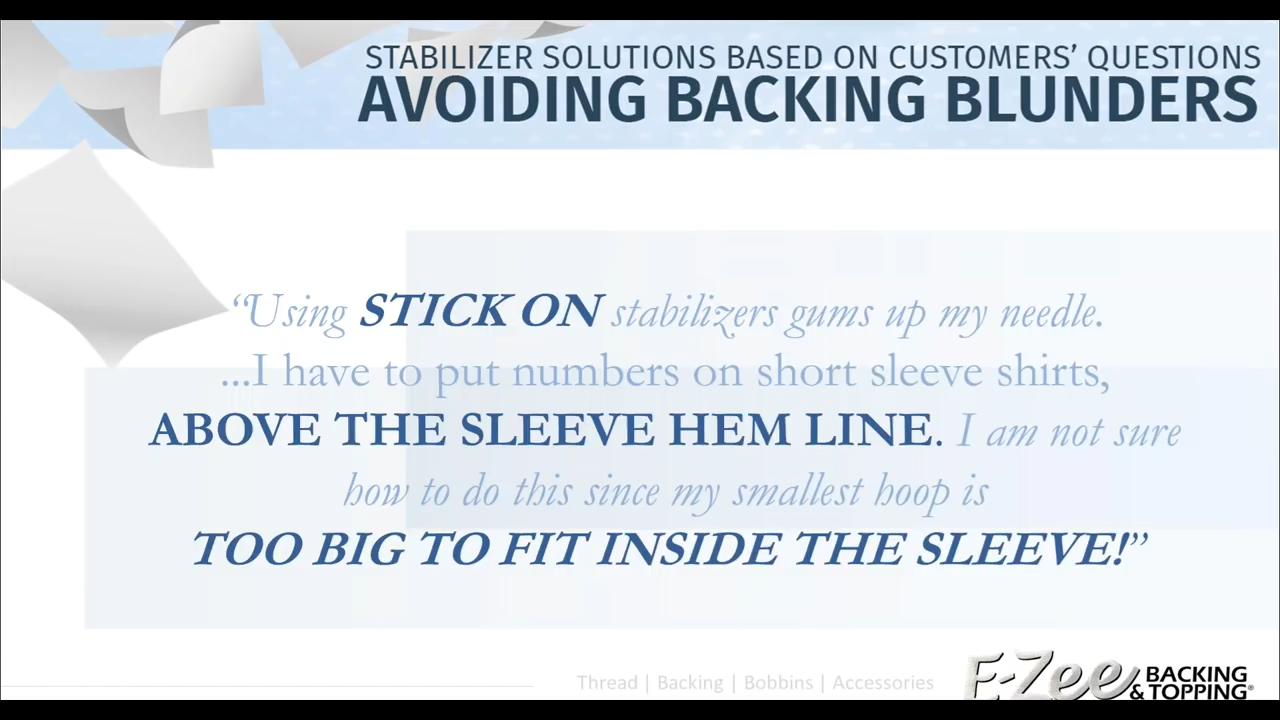 STABILIZER SOLUTIONS BASED ON CUSTOMERS' QUESTIONS
AVOIDING BACKING BLUNDERS
“Using STICK ON stabilizers gums up my needle.
...I have to put numbers on short sleeve shirts,
ABOVE THE SLEEVE HEM LINE. I am not sure
how to do this since my smallest hoop is
TOO BIG TO FIT INSIDE THE SLEEVE!”
Thread | Backing | Bobbins | Accessories
E-Zee BACKING
& TOPPING®